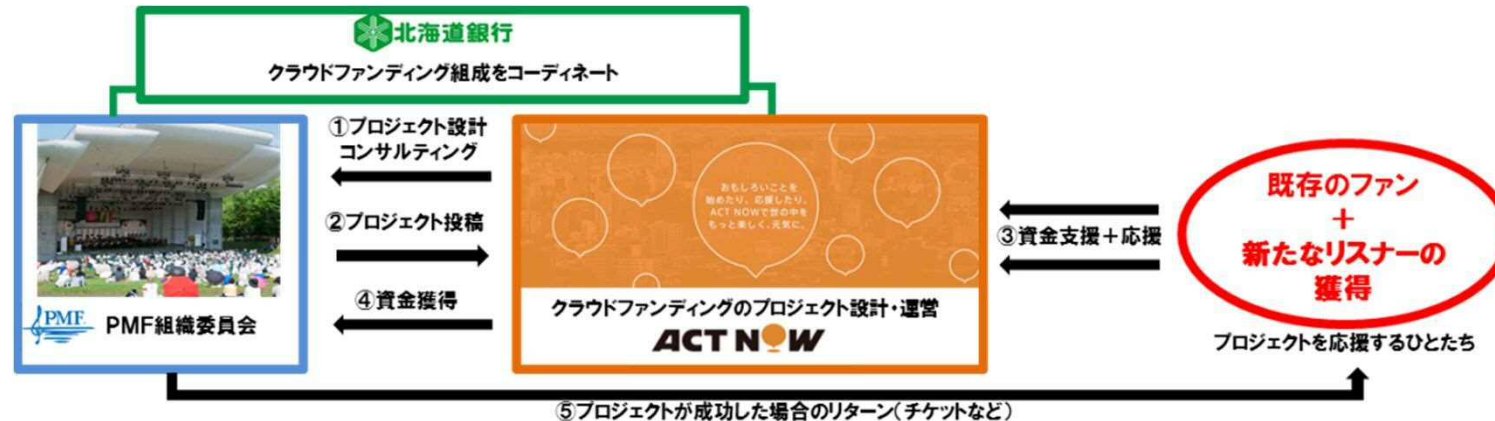 北海道銀行
クラウドファンディング組成をコーディネート
①プロジェクト設計
コンサルティング
②プロジェクト投稿
④資金獲得
PMF
PMF組織委員会
おもしろいことを
始めたり、応援したり。
ACT NOWで世の中を
もっと楽しく、元気に。
クラウドファンディングのプロジェクト設計・運営
ACT NOW
③資金支援+応援
既存のファン
+
新たなリスナーの
獲得
プロジェクトを応援するひとたち
⑤プロジェクトが成功した場合のリターン(チケットなど)